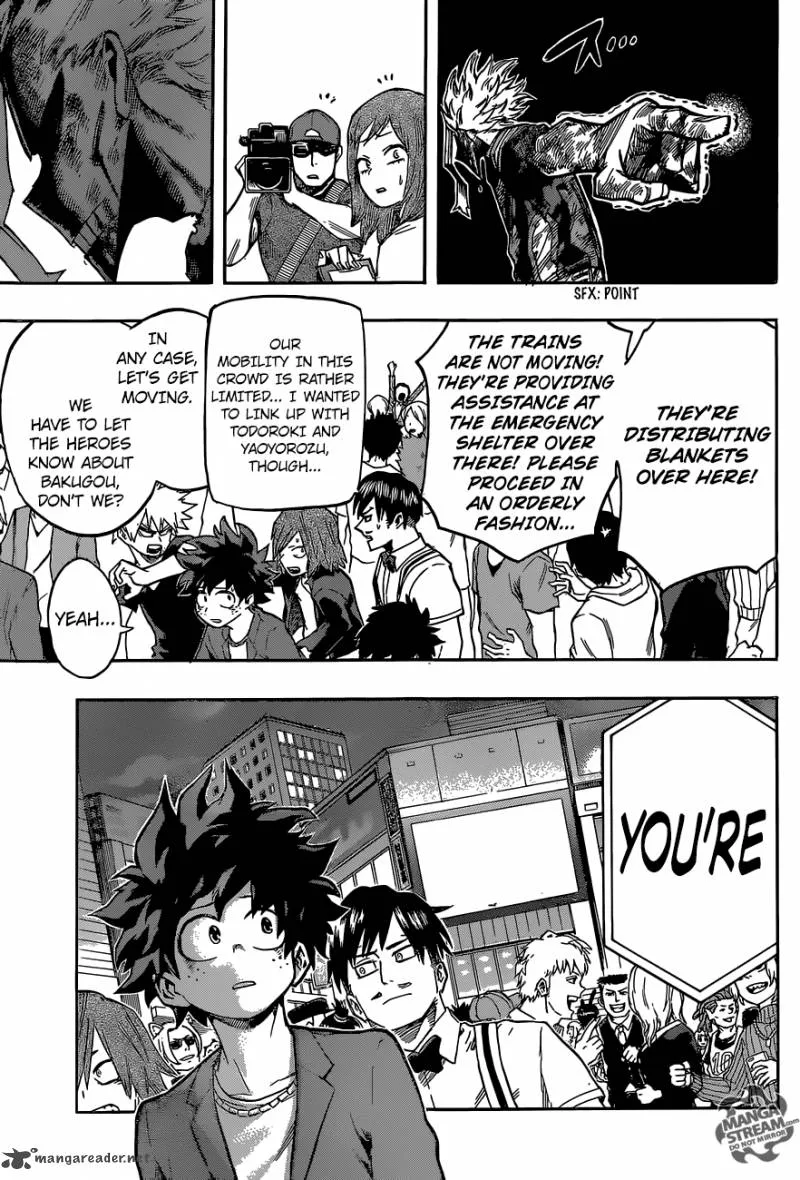 ス...
SFX: POINT
THEY'RE
DISTRIBUTING
BLANKETS
OVER HERE!
THE TRAINS
ARE NOT MOVING!
THEY'RE PROVIDING
ASSISTANCE AT
THE EMERGENCY
SHELTER OVER
THERE! PLEASE
PROCEED IN
AN ORDERLY
FASHION...
OUR
MOBILITY IN THIS
CROWD IS RATHER
LIMITED... I WANTED
TO LINK UP WITH
TODOROKI AND
YAOYOROZU,
THOUGH...
IN
ANY CASE,
LET'S GET
MOVING.
WE
HAVE TO LET
THE HEROES
KNOW ABOUT
BAKUGOU,
DON'T WE?
YEAH...
YOU'RE
10
MANGA
STREAM.COM
DO NOT MIRROR!
mangareader.net